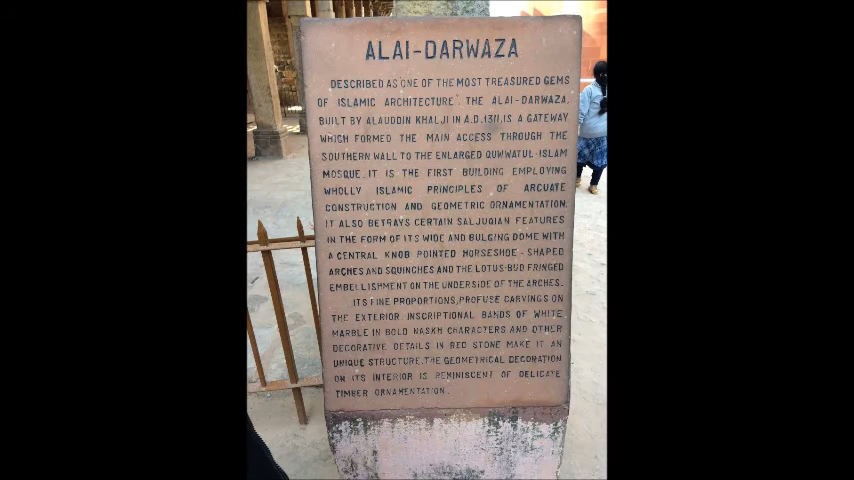 ALAI-DARWAZA
DESCRIBED AS ONE OF THE MOST TREASURED GEMS
OF ISLAMIC ARCHITECTURE. THE ALAI-DARWAZA,
BUILT BY ALAUDDIN KHALJI IN A.D. 1311, IS A GATEWAY
WHICH FORMED THE MAIN ACCESS THROUGH THE
SOUTHERN WALL TO THE ENLARGED QUWWATUL-ISLAM
MOSQUE. IT IS THE FIRST BUILDING EMPLOYING
WHOLLY ISLAMIC PRINCIPLES OF ARCUATE
CONSTRUCTION AND GEOMETRIC ORNAMENTATION.
IT ALSO BETRAYS CERTAIN SALJUQIAN FEATURES
IN THE FORM OF ITS WIDE AND BULGING DOME WITH
A CENTRAL KNOB POINTED HORSESHOE-SHAPED
ARCHES AND SQUINCHES AND THE LOTUS-BUD FRINGED
EMBELLISHMENT ON THE UNDERSIDE OF THE ARCHES.
ITS FINE PROPORTIONS, PROFUSE CARVINGS ON
THE EXTERIOR, INSCRIPTIONAL BANDS OF WHITE
MARBLE IN BOLD NASKH CHARACTERS AND OTHER
DECORATIVE DETAILS IN RED STONE MAKE IT AN
UNIQUE STRUCTURE. THE GEOMETRICAL DECORATION
ON ITS INTERIOR IS REMINISCENT OF DELICATE
TIMBER ORNAMENTATION.